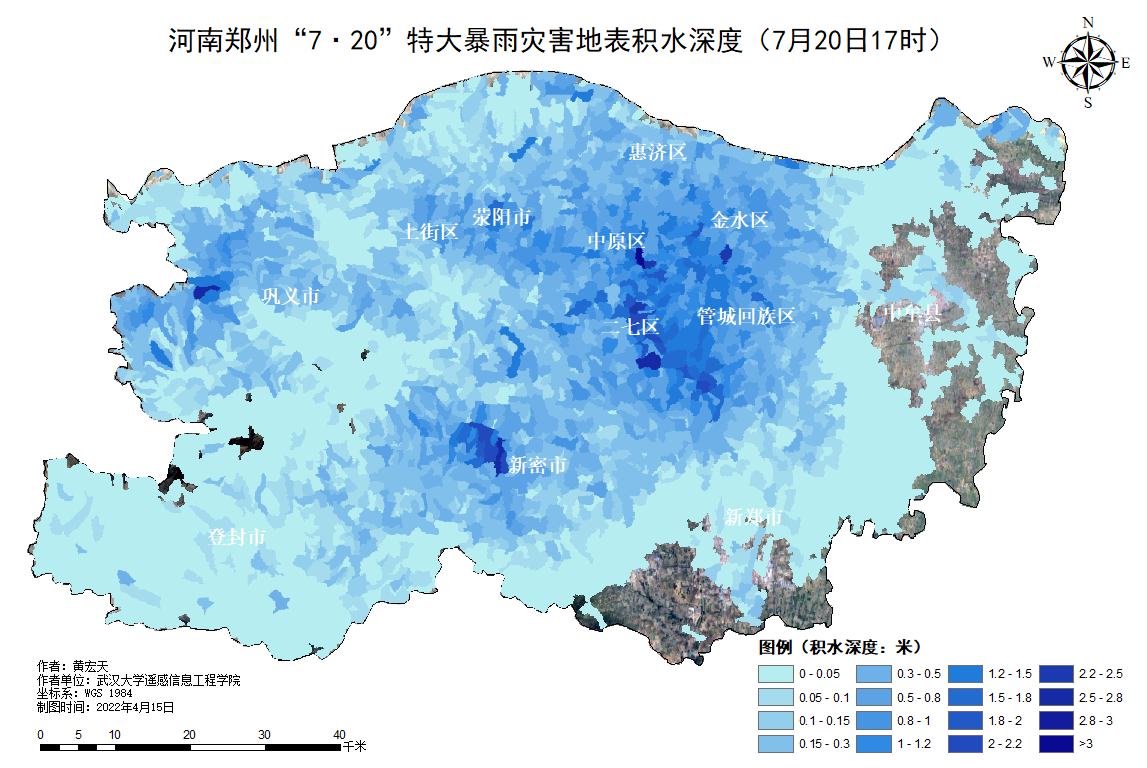 河南郑州“7·20”特大暴雨灾害地表积水深度（7月20日17时）
N
W
E
S
惠济区
荥阳市
金水区
上街区
中原区
巩义市
管城回族区
中牟县
二七区
新密市
新郑市
登封市
图例（积水深度：米）
0 - 0.05
0.3 - 0.5
1.2 - 1.5
2.2 - 2.5
0.05 - 0.1
0.5 - 0.8
1.5 - 1.8
2.5 - 2.8
0.1 - 0.15
0.8 - 1
1.8 - 2
2.8 - 3
0.15 - 0.3
1 - 1.2
2 - 2.2
>3
作者：黄宏天
作者单位：武汉大学遥感信息工程学院
坐标系：WGS 1984
制图时间：2022年4月15日
0 5 10 20 30 40
千米